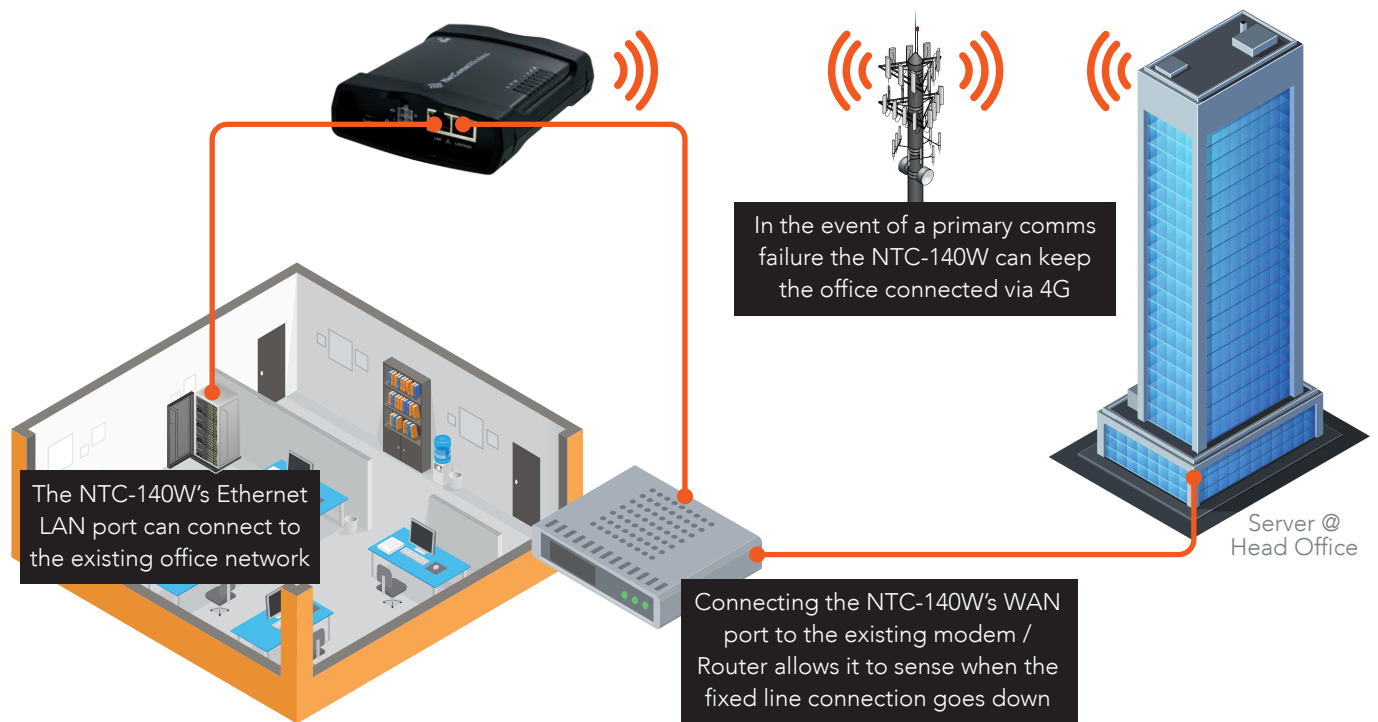 NetCommWireless
LAN
In the event of a primary comms
failure the NTC-140W can keep
the office connected via 4G
The NTC-140W's Ethernet
LAN port can connect to
the existing office network
Server @
Head Office
Connecting the NTC-140W's WAN
port to the existing modem /
Router allows it to sense when the
fixed line connection goes down